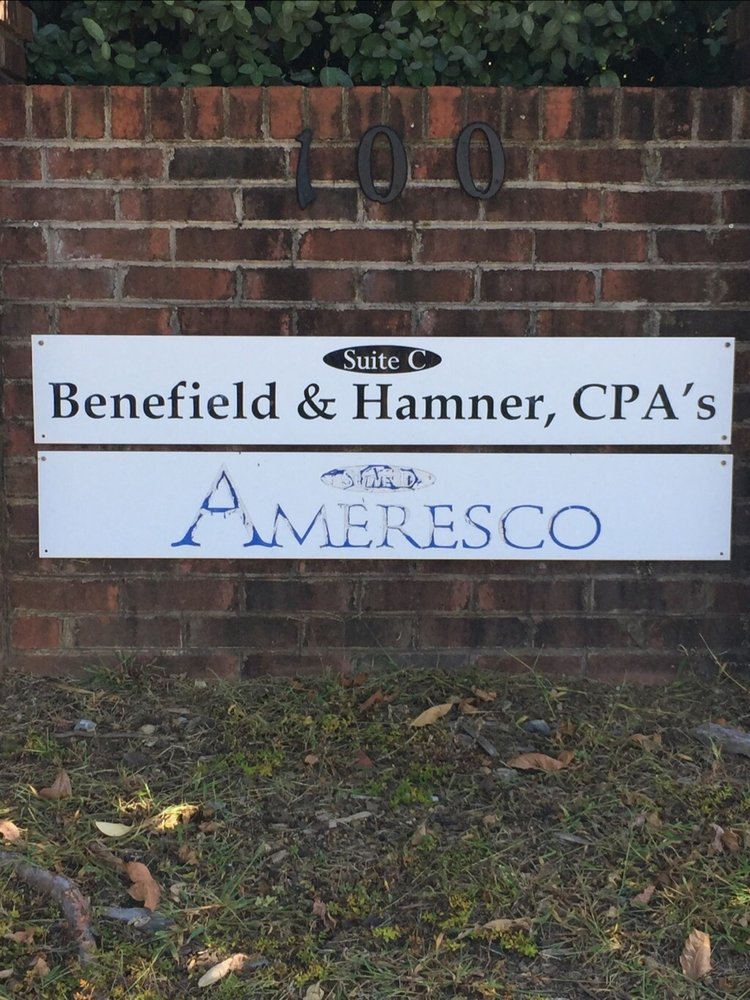 100
Suite C
Benefield & Hamner, CPA's
AMERESCO